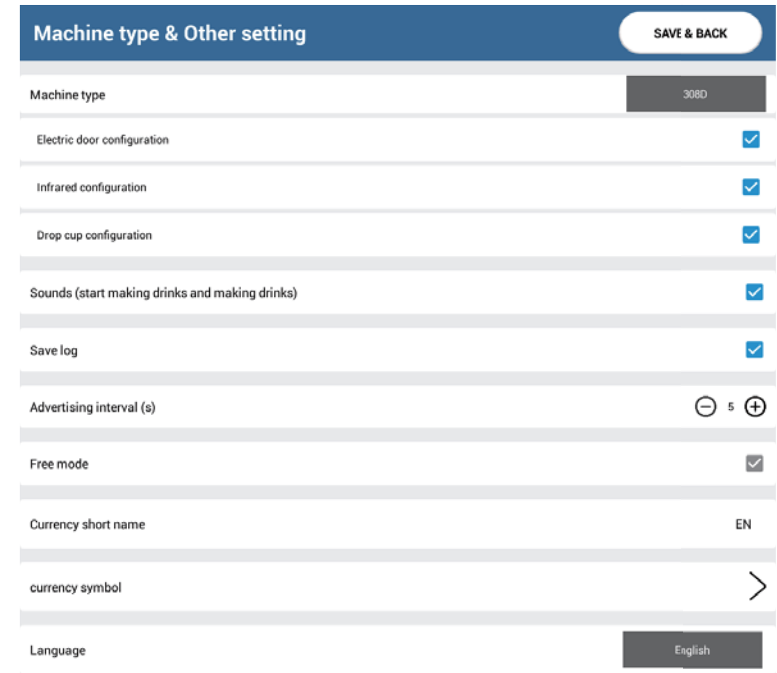 Machine type & Other setting
SAVE & BACK
Machine type
308D
Electric door configuration
Infrared configuration
Drop cup configuration
Sounds (start making drinks and making drinks)
Save log
Advertising interval (s)
5
Free mode
Currency short name
EN
currency symbol
Language
English